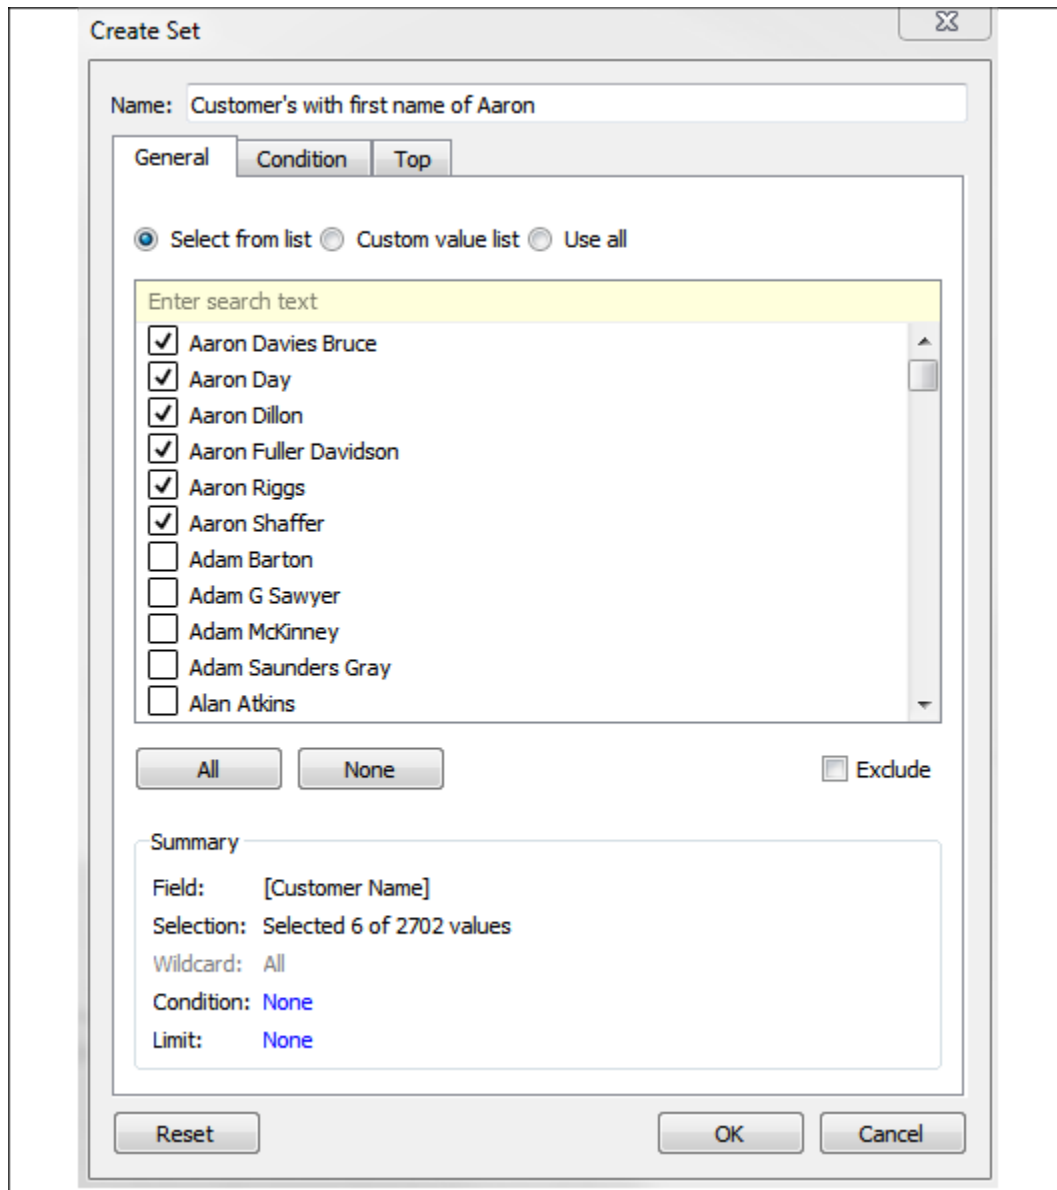 Create Set
Name: Customer's with first name of Aaron
General Condition Top
Select from list Custom value list Use all
Enter search text
Aaron Davies Bruce
Aaron Day
Aaron Dillon
Aaron Fuller Davidson
Aaron Riggs
Aaron Shaffer
Adam Barton
Adam G Sawyer
Adam McKinney
Adam Saunders Gray
Alan Atkins
All None Exclude
Summary
Field: [Customer Name]
Selection: Selected 6 of 2702 values
Wildcard: All
Condition: None
Limit: None
Reset OK Cancel